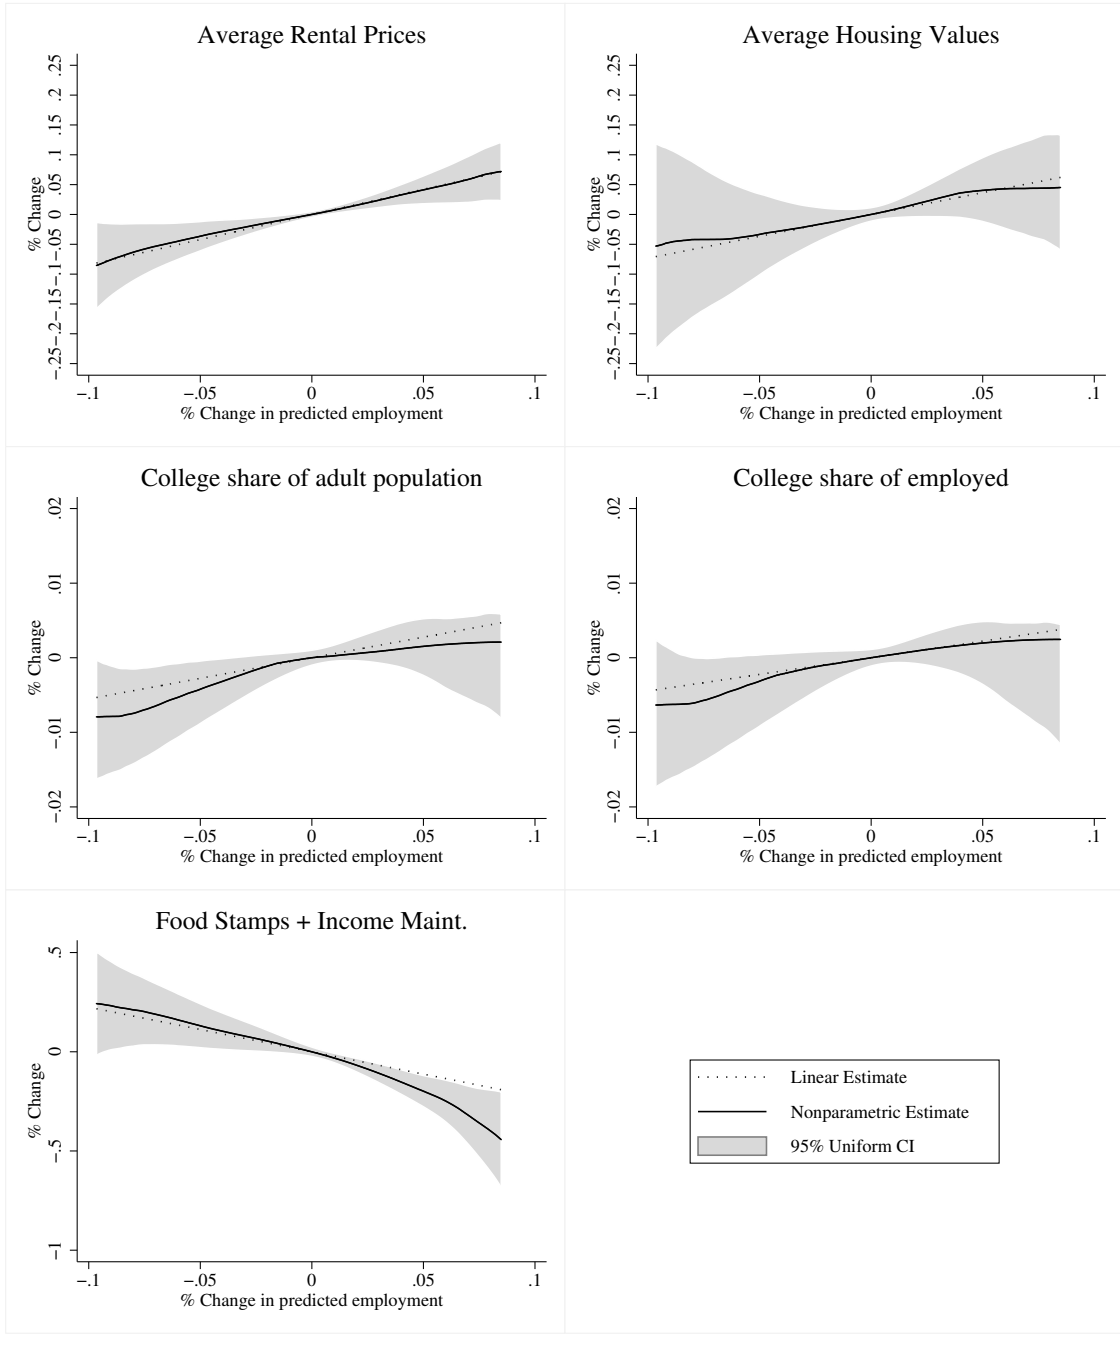 Average Rental Prices
% Change
.25
.2
.15
.1
.05
0
−.05
−.1
−.15
−.2
−.25
−.1 −.05 0 .05 .1
% Change in predicted employment
Average Housing Values
% Change
.25
.2
.15
.1
.05
0
−.05
−.1
−.15
−.2
−.25
−.1 −.05 0 .05 .1
% Change in predicted employment
College share of adult population
% Change
.02
.01
0
−.01
−.02
−.1 −.05 0 .05 .1
% Change in predicted employment
College share of employed
% Change
.02
.01
0
−.01
−.02
−.1 −.05 0 .05 .1
% Change in predicted employment
Food Stamps + Income Maint.
% Change
.5
0
−.5
−1
−.1 −.05 0 .05 .1
% Change in predicted employment
Linear Estimate
Nonparametric Estimate
95% Uniform CI